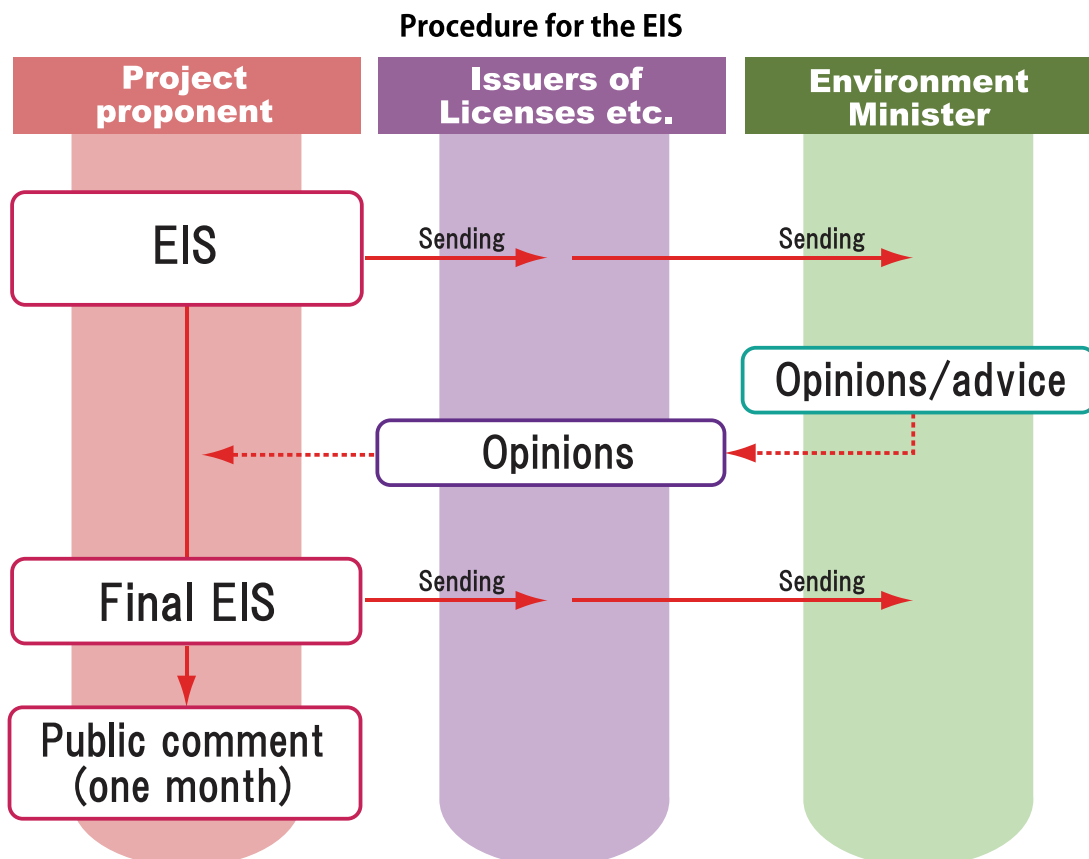 Procedure for the EIS
Project
proponent
Issuers of
Licenses etc.
Environment
Minister
EIS
Sending
Sending
Opinions/advice
Opinions
Final EIS
Sending
Sending
Public comment
(one month)